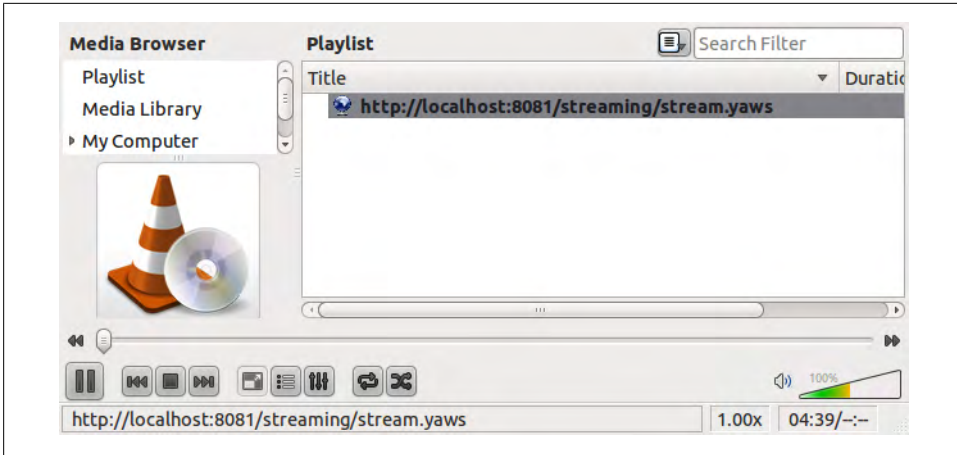 Media Browser
Playlist
Media Library
My Computer
Playlist
Search Filter
Title
Duratic
http://localhost:8081/streaming/stream.yaws
100%
http://localhost:8081/streaming/stream.yaws
1.00x
04:39/--:--